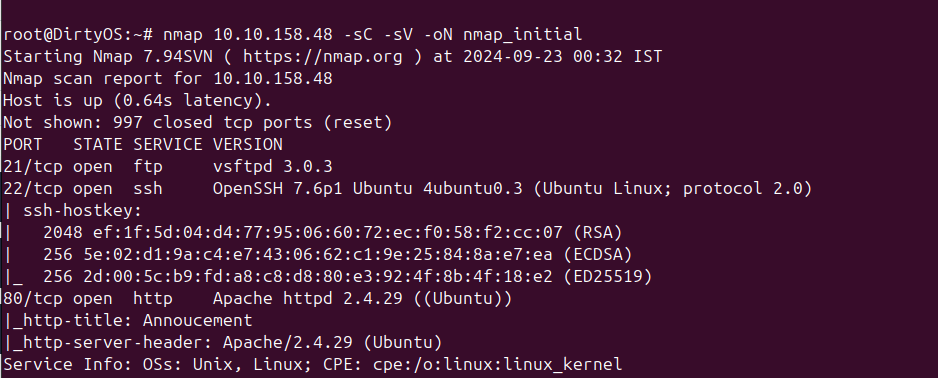 root@DirtyOS:~# nmap 10.10.158.48 -sC -sV -oN nmap_initial
Starting Nmap 7.94SVN ( https://nmap.org ) at 2024-09-23 00:32 IST
Nmap scan report for 10.10.158.48
Host is up (0.64s latency).
Not shown: 997 closed tcp ports (reset)
PORT   STATE SERVICE VERSION
21/tcp open  ftp     vsftpd 3.0.3
22/tcp open  ssh     OpenSSH 7.6p1 Ubuntu 4ubuntu0.3 (Ubuntu Linux; protocol 2.0)
| ssh-hostkey:
|   2048 ef:1f:5d:04:d4:77:95:06:60:72:ec:f0:58:f2:cc:07 (RSA)
|   256 5e:02:d1:9a:c4:e7:43:06:62:c1:9e:25:84:8a:e7:ea (ECDSA)
|_  256 2d:00:5c:b9:fd:a8:c8:d8:80:e3:92:4f:8b:4f:18:e2 (ED25519)
80/tcp open  http    Apache httpd 2.4.29 ((Ubuntu))
|_http-title: Annoucement
|_http-server-header: Apache/2.4.29 (Ubuntu)
Service Info: OSs: Unix, Linux; CPE: cpe:/o:linux:linux_kernel